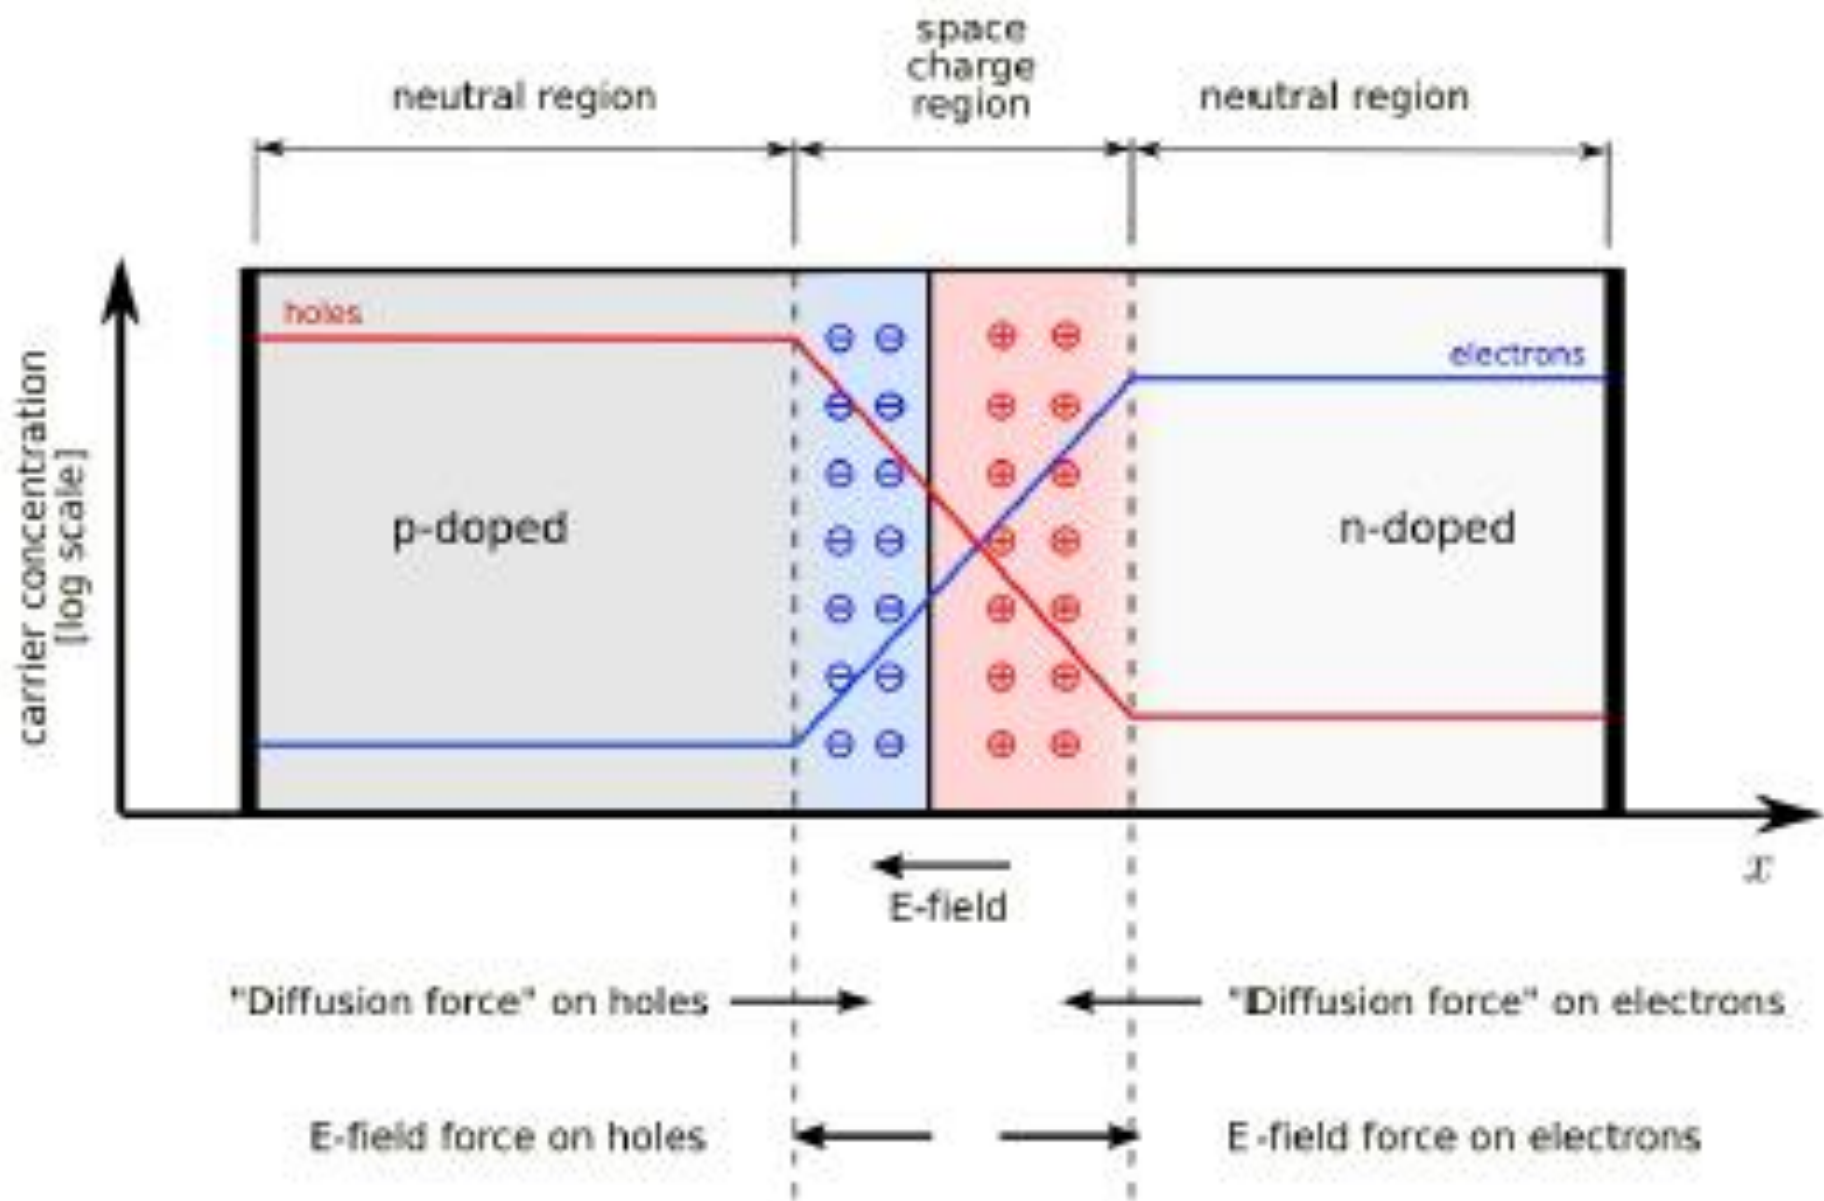 space
charge
region
neutral region
neutral region
carrier concentration
[log scale]
holes
electrons
p-doped
n-doped
x
E-field
"Diffusion force" on holes
"Diffusion force" on electrons
E-field force on holes
E-field force on electrons